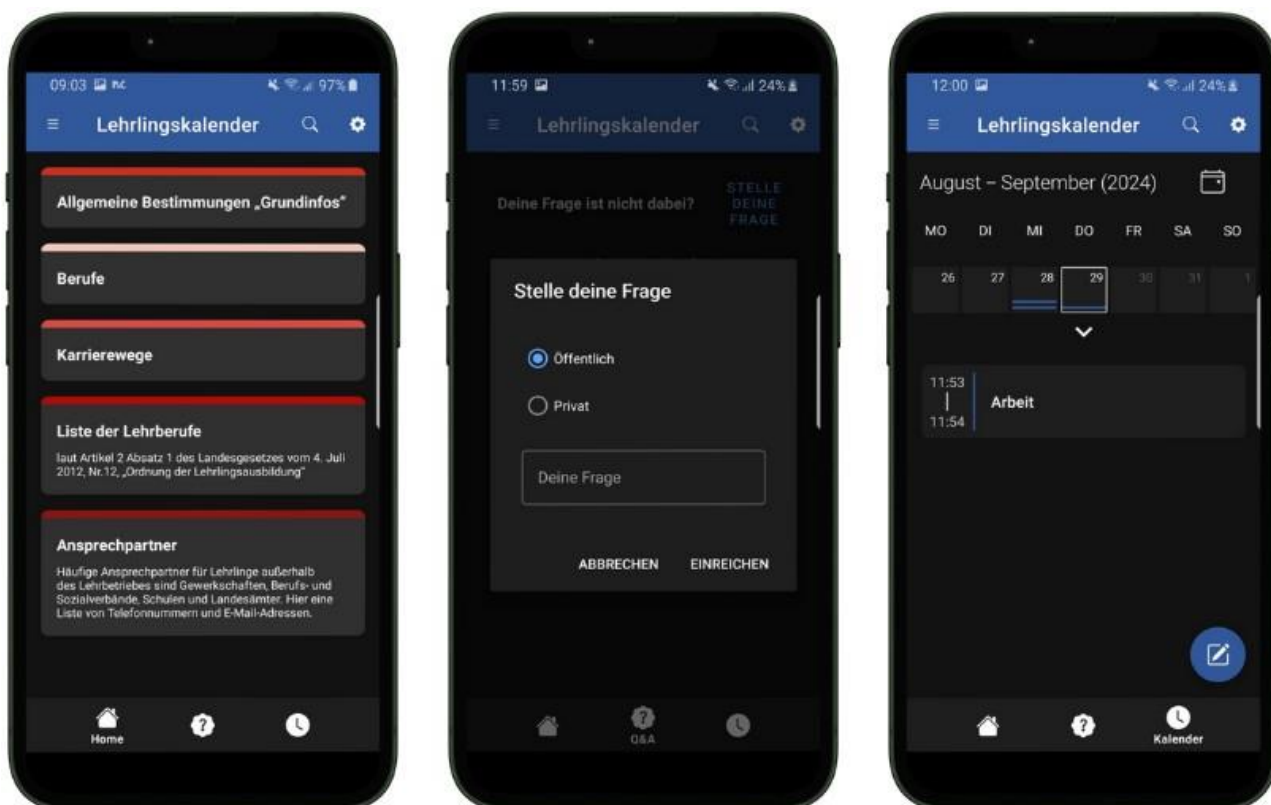 09:03 97%
Lehrlingskalender
Allgemeine Bestimmungen „Grundinfos"
Berufe
Karrierewege
Liste der Lehrberufe
laut Artikel 2 Absatz 1 des Landesgesetzes vom 4. Juli
2012, Nr.12, „Ordnung der Lehrlingsausbildung"
Ansprechpartner
Häufige Ansprechpartner für Lehrlinge außerhalb
des Lehrbetriebes sind Gewerkschaften, Berufs- und
Sozialverbände, Schulen und Landesämter. Hier eine
Liste von Telefonnummern und E-Mail-Adressen.
?
Home
11:59 24%
Lehrlingskalender
Deine Frage ist nicht dabei?
STELLE
DEINE
FRAGE
Stelle deine Frage
Öffentlich
Privat
Deine Frage
ABBRECHEN EINREICHEN
?
Q&A
12:00 24%
Lehrlingskalender
August – September (2024)
MO DI MI DO FR SA SO
26 27 28 29 30 31 1
11:53
Arbeit
11:54
?
Kalender